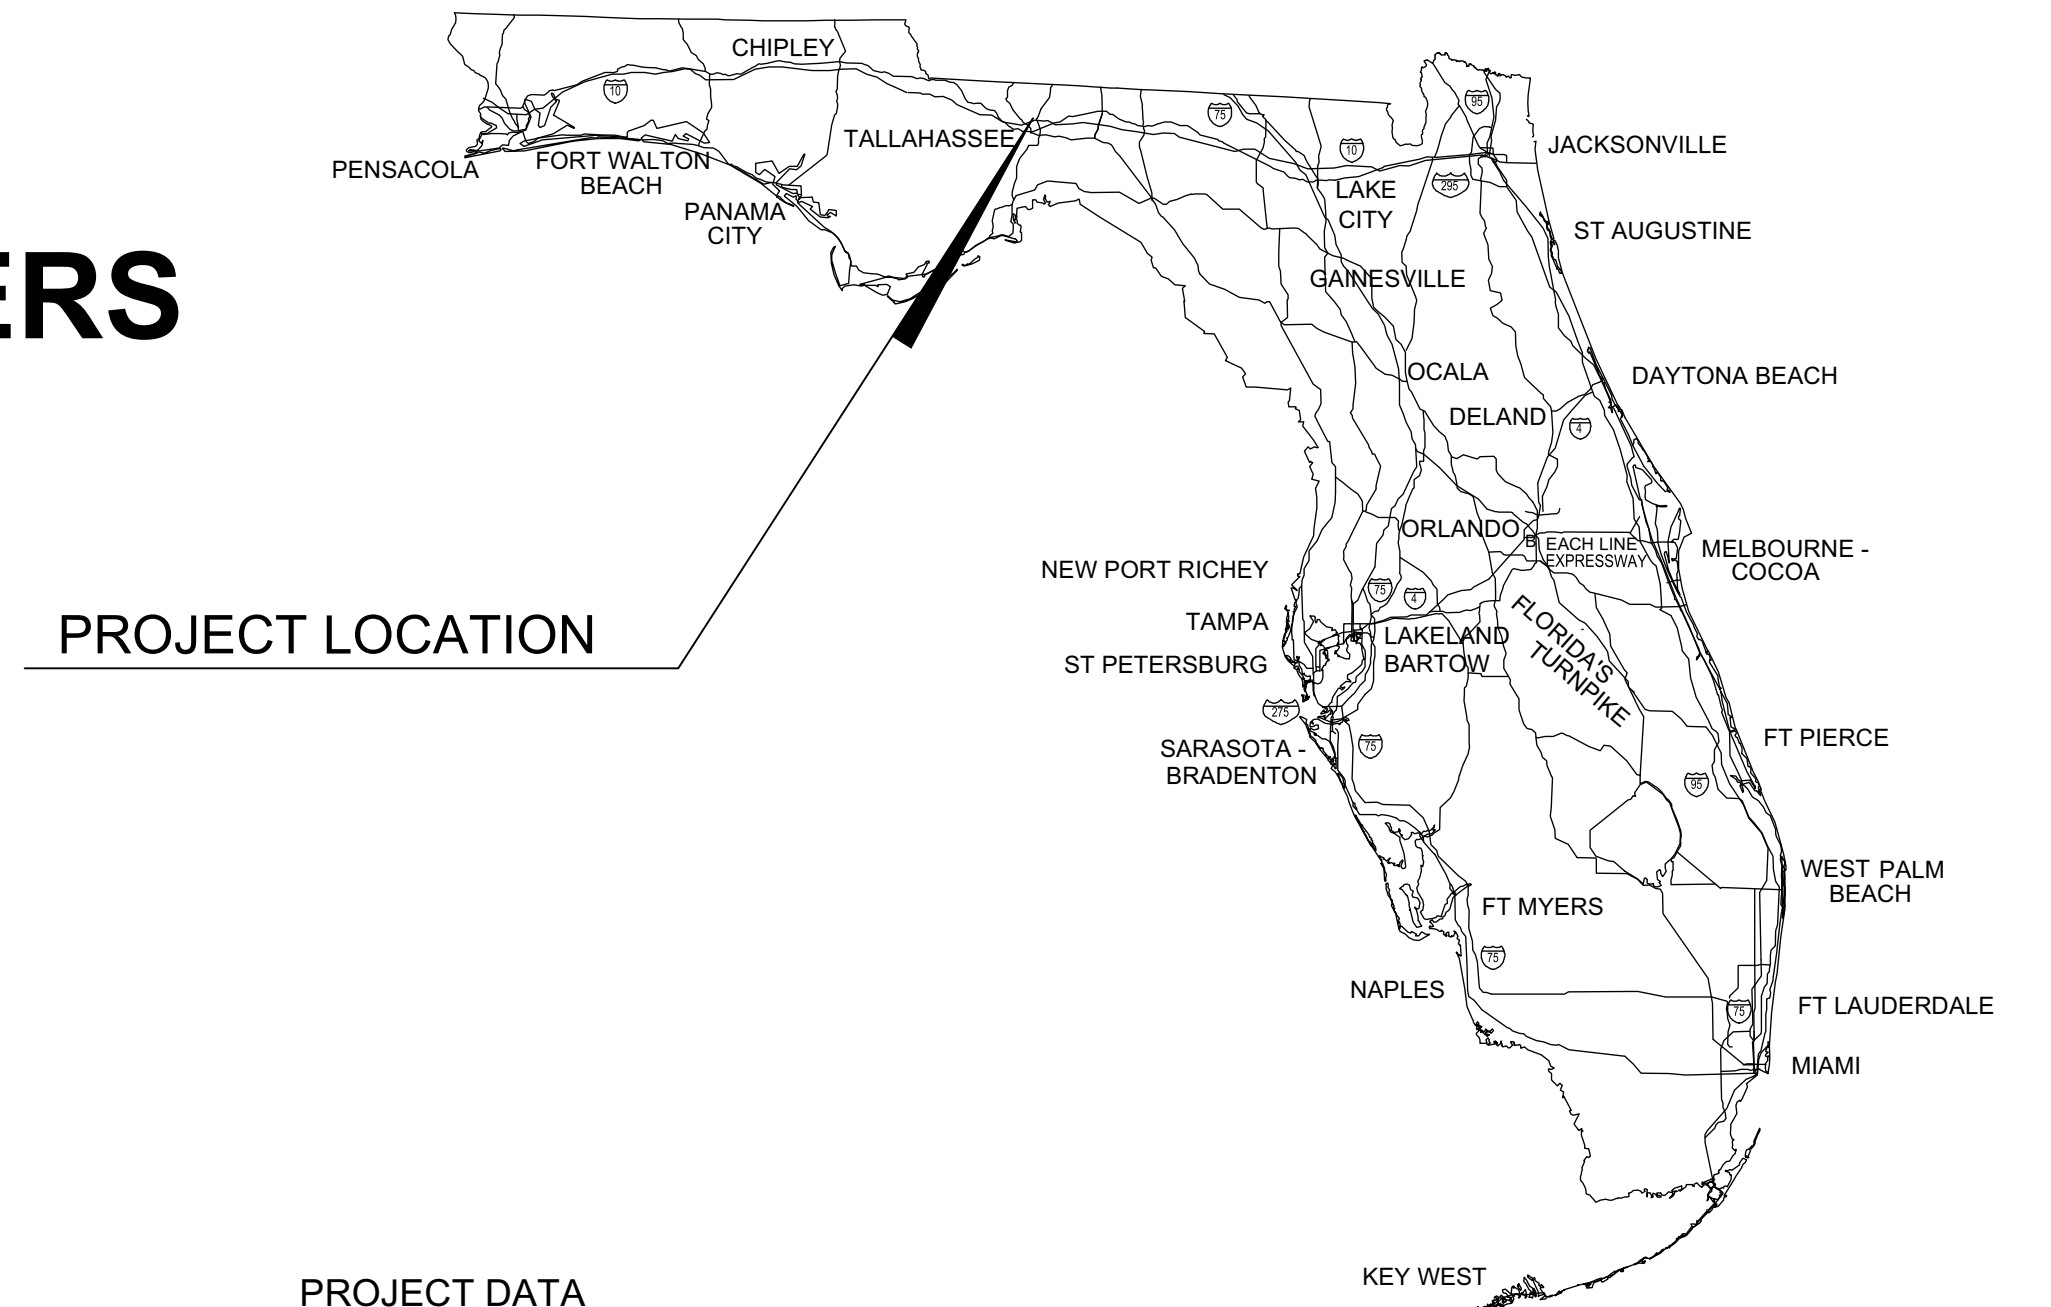 CHIPLEY
10
75
95
TALLAHASSEE
JACKSONVILLE
10
PENSACOLA
FORT WALTON
BEACH
295
LAKE
CITY
PANAMA
CITY
ST AUGUSTINE
ERS
GAINESVILLE
OCALA
DAYTONA BEACH
DELAND
4
ORLANDO
B
EACH LINE
EXPRESSWAY
MELBOURNE -
COCOA
NEW PORT RICHEY
75
4
TAMPA
FLORIDA'S
TURNPIKE
PROJECT LOCATION
LAKELAND
BARTOW
ST PETERSBURG
275
75
SARASOTA -
BRADENTON
FT PIERCE
95
WEST PALM
BEACH
FT MYERS
75
NAPLES
75
FT LAUDERDALE
MIAMI
KEY WEST
PROJECT DATA